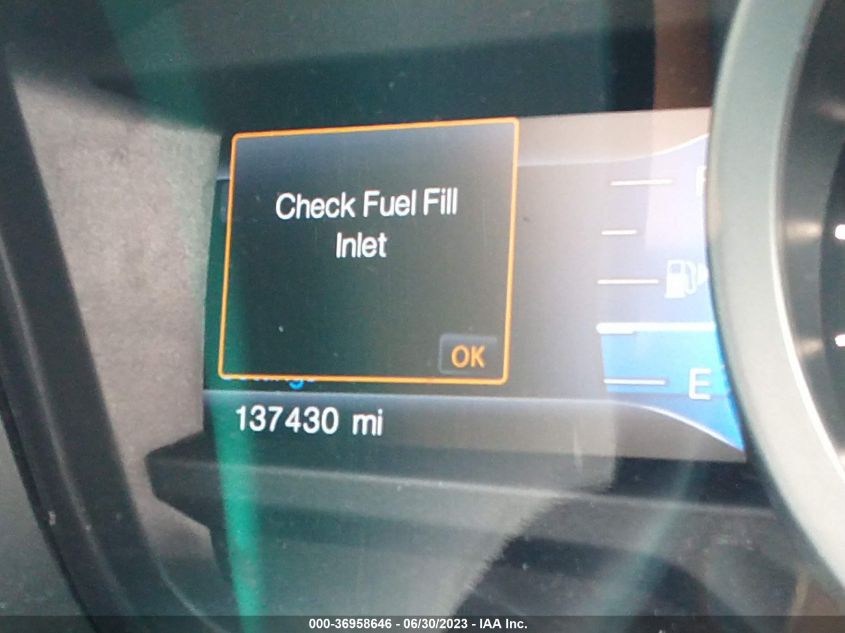 Check Fuel Fill
Inlet
OK
E
137430 mi
000-36958646 - 06/30/2023 - IAA Inc.